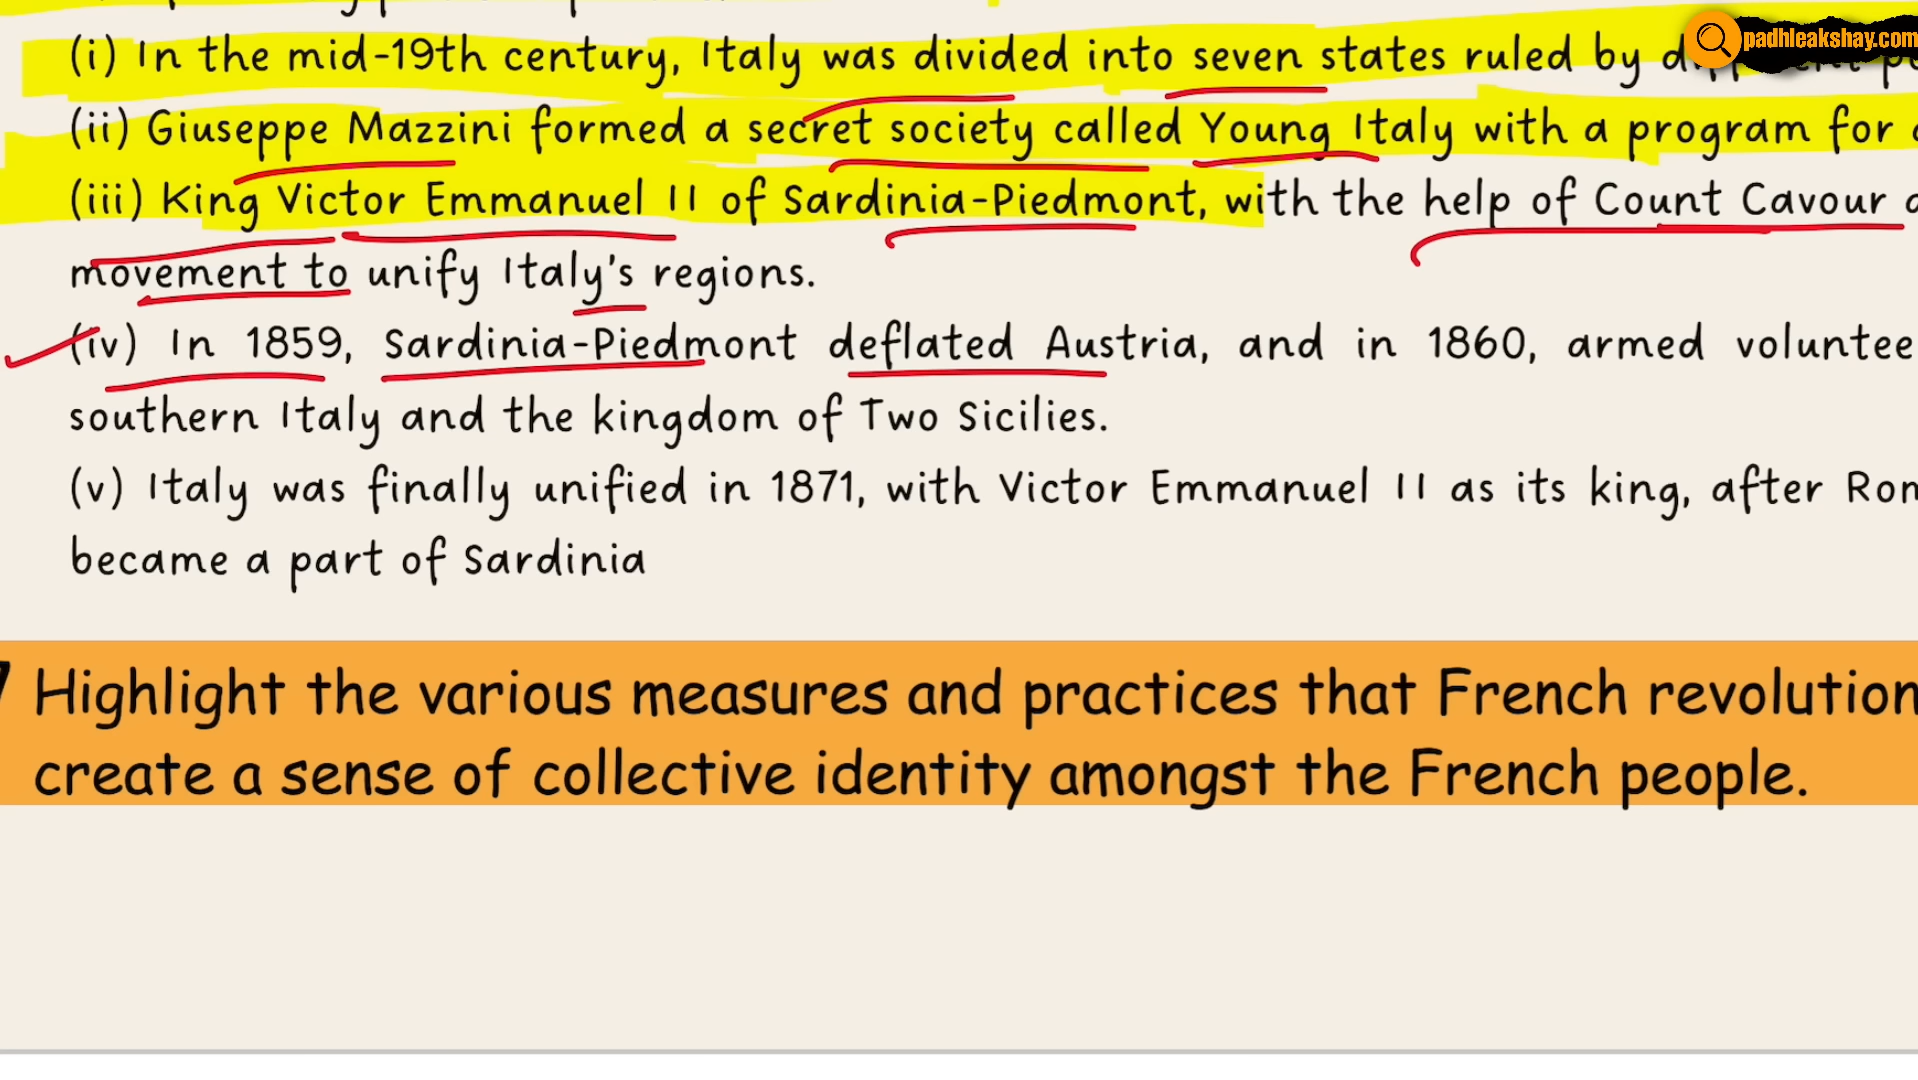 padhleakshay.com
(i) In the mid-19th century, Italy was divided into seven states ruled by
(ii) Giuseppe Mazzini formed a secret society called Young Italy with a program for
(iii) King Victor Emmanuel II of Sardinia-Piedmont, with the help of Count Cavour
movement to unify Italy's regions.
(iv) In 1859, Sardinia-Piedmont deflated Austria, and in 1860, armed voluntee
southern Italy and the kingdom of Two Sicilies.
(v) Italy was finally unified in 1871, with Victor Emmanuel II as its king, after Rom
became a part of Sardinia
Highlight the various measures and practices that French revolution
create a sense of collective identity amongst the French people.